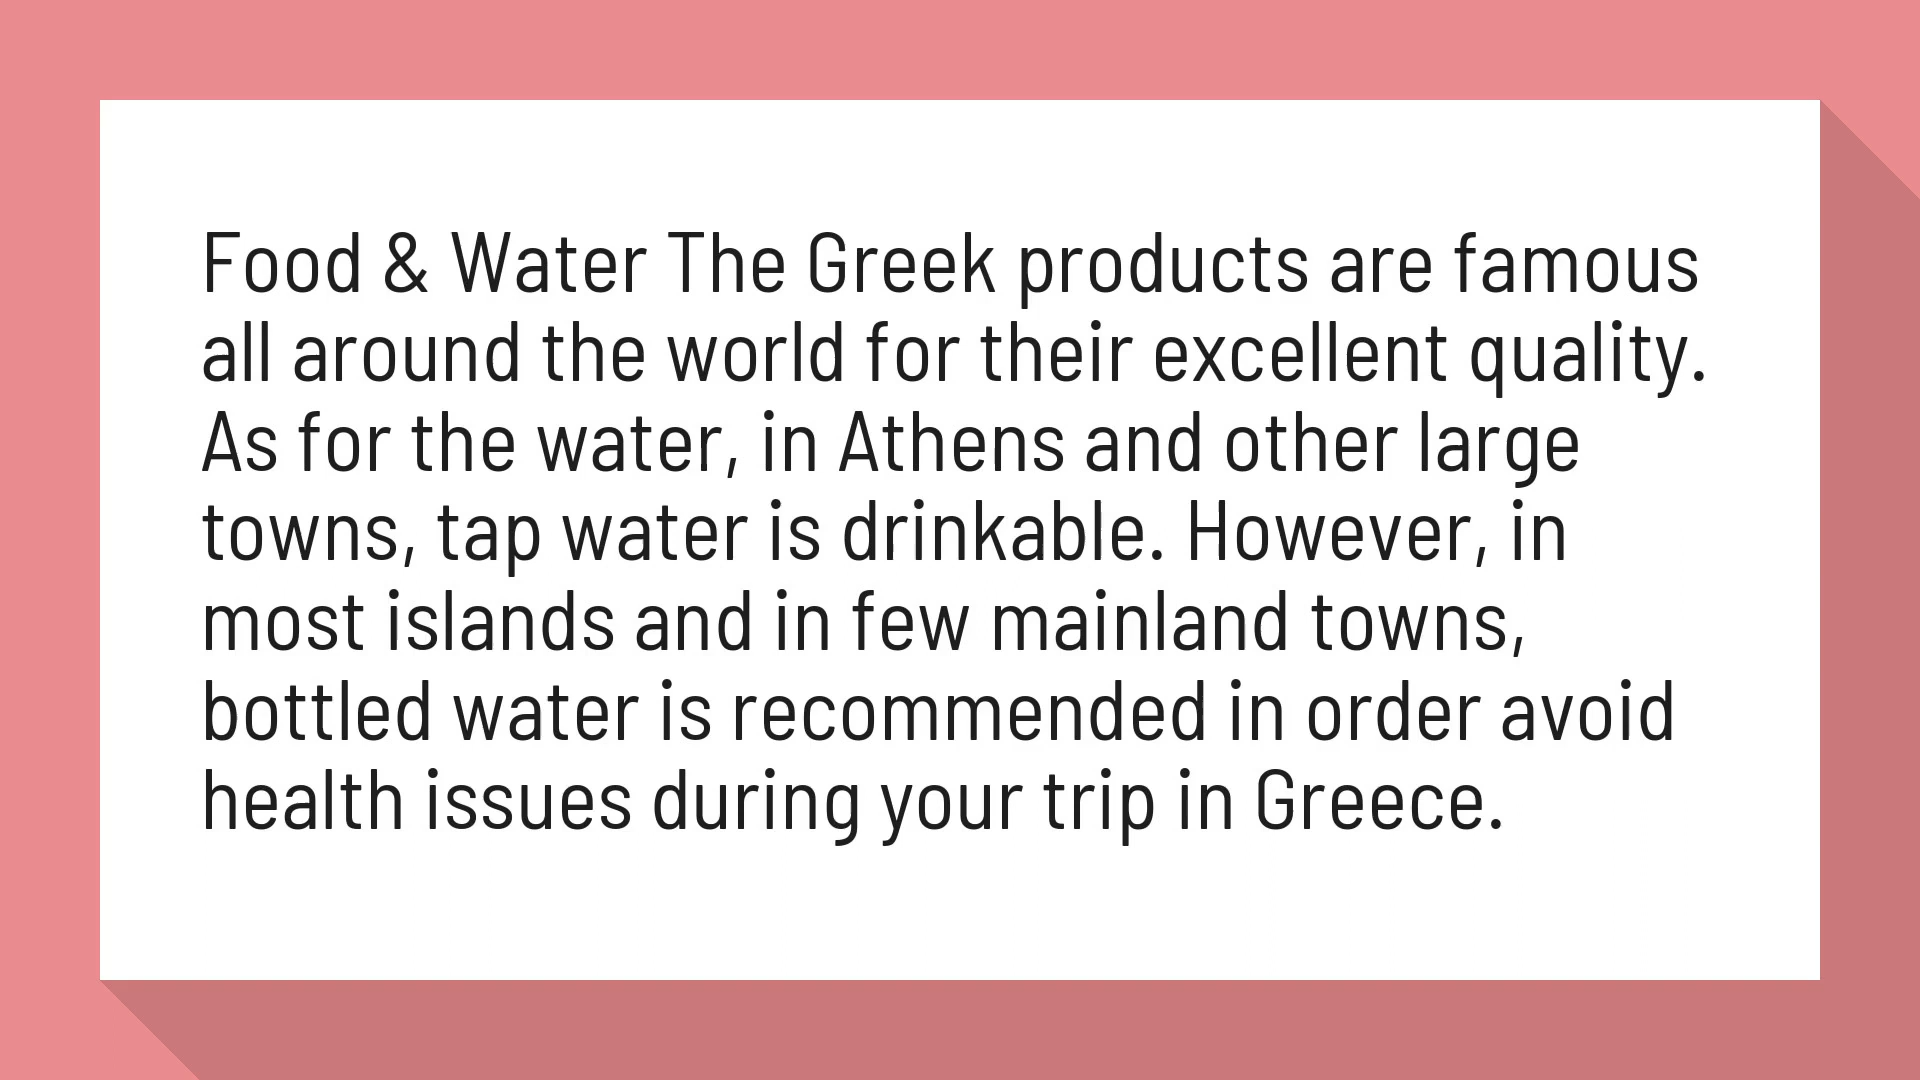 Food & Water The Greek products are famous
all around the world for their excellent quality.
As for the water, in Athens and other large
towns, tap water is drinkable. However, in
most islands and in few mainland towns,
bottled water is recommended in order avoid
health issues during your trip in Greece.